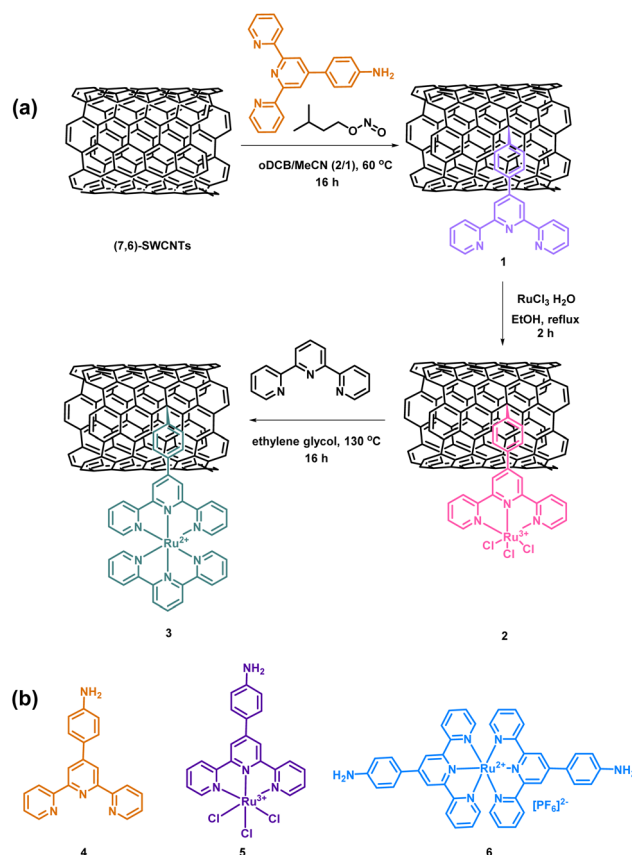 (a)
N
N
N
NH₂
O
N
O
oDCB/MeCN (2/1), 60 °C
16 h
(7,6)-SWCNTs
N
N
N
1
RuCl₃ H₂O
EtOH, reflux
2 h
N
N
N
ethylene glycol, 130 °C
16 h
N
N
N
Ru²⁺
N
N
N
3
N
N
N
Ru³⁺
Cl
Cl
Cl
2
(b)
NH₂
N
N
N
4
NH₂
N
N
N
Ru³⁺
Cl
Cl
Cl
5
H₂N
N
N
N
Ru²⁺
N
N
N
NH₂
[PF₆]²⁻
6